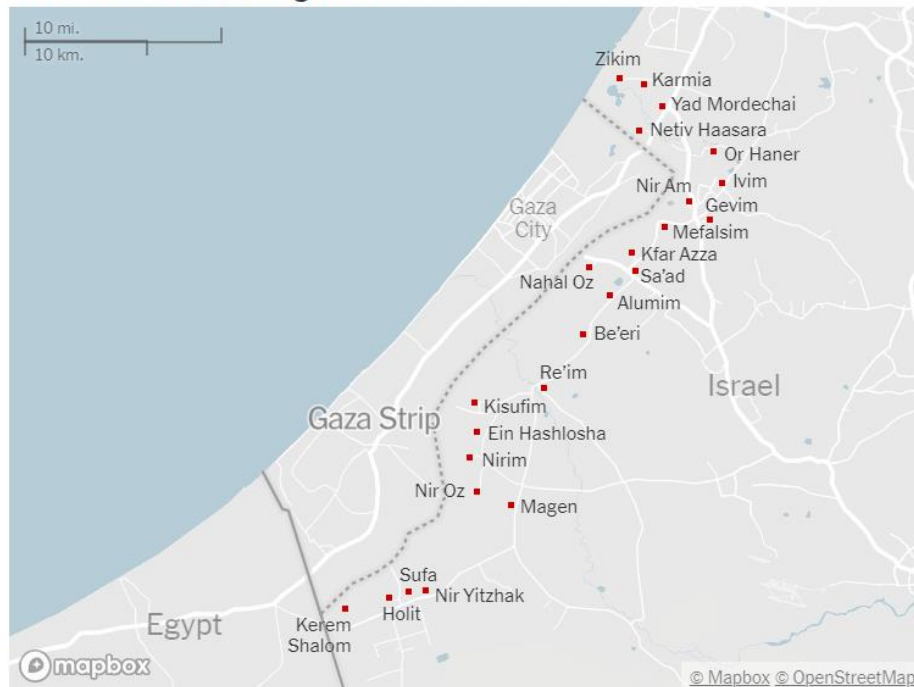 10 mi.
10 km.
Zikim
Karmia
Yad Mordechai
Netiv Haasara
Or Haner
Ivim
Nir Am
Gevim
Gaza
City
Mefalsim
Kfar Azza
Sa'ad
Nahal Oz
Alumim
Be'eri
Re'im
Israel
Kisufim
Gaza Strip
Ein Hashlosha
Nirim
Nir Oz
Magen
Sufa
Nir Yitzhak
Holit
Kerem
Shalom
Egypt
mapbox
© Mapbox © OpenStreetMap